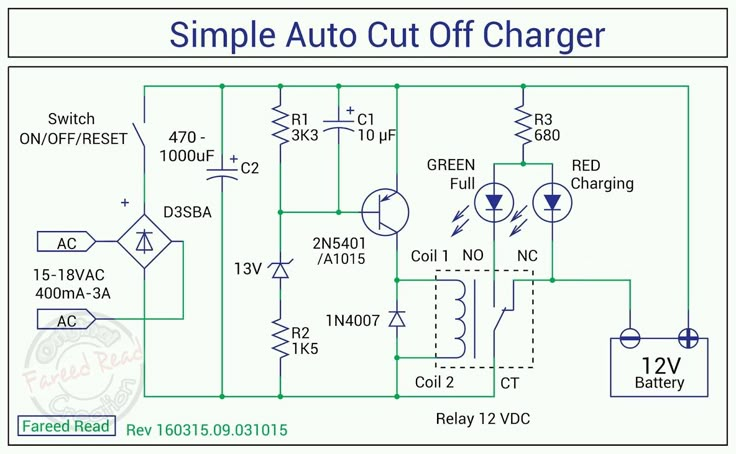 Simple Auto Cut Off Charger
Switch
ON/OFF/RESET
470 -
1000uF
+
C2
R1
3K3
+
C1
10 µF
R3
680
GREEN
Full
RED
Charging
+
D3SBA
AC
15-18VAC
400mA-3A
AC
13V
2N5401
/A1015
Coil 1
NO
NC
R2
1K5
1N4007
Coil 2
CT
Relay 12 VDC
12V
Battery
Fareed Read
Creation
Fareed Read
Rev 160315.09.031015